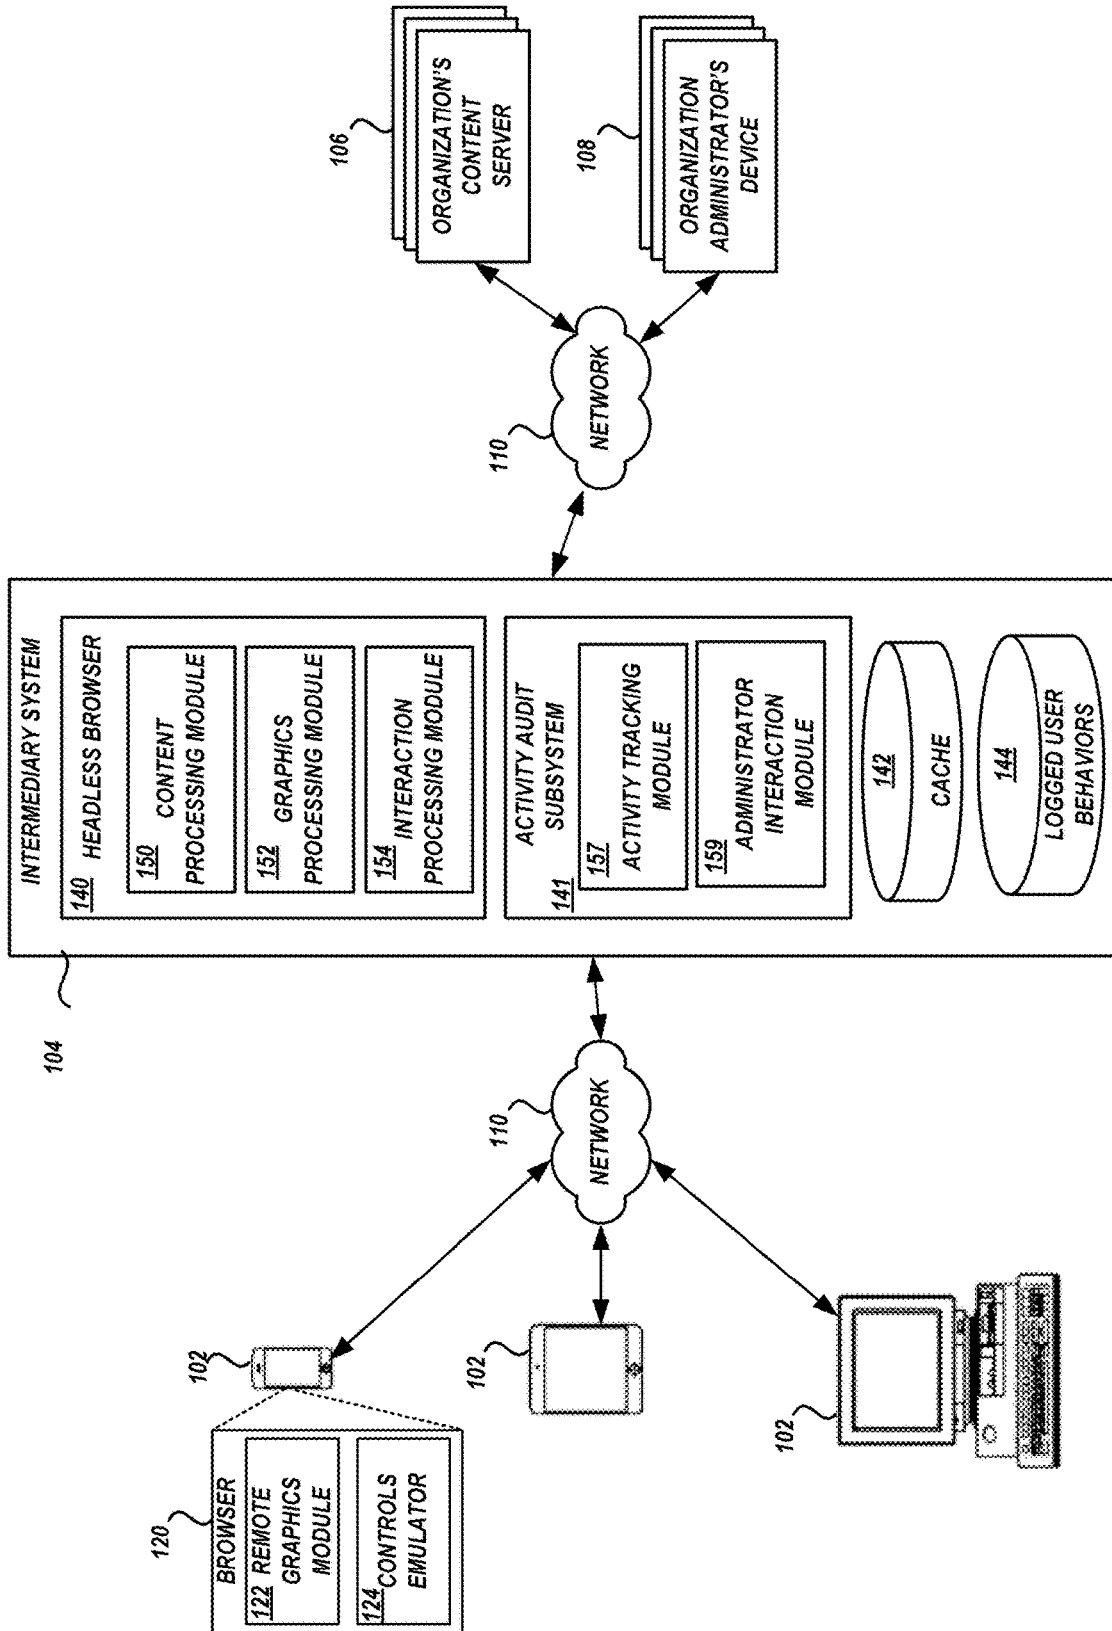 120
BROWSER
122 REMOTE
GRAPHICS
MODULE
124 CONTROLS
EMULATOR
102
102
102
110
NETWORK
104
INTERMEDIARY SYSTEM
140 HEADLESS BROWSER
150 CONTENT
PROCESSING MODULE
152 GRAPHICS
PROCESSING MODULE
154 INTERACTION
PROCESSING MODULE
ACTIVITY AUDIT
141 SUBSYSTEM
157 ACTIVITY TRACKING
MODULE
159 ADMINISTRATOR
INTERACTION
MODULE
142
CACHE
144
LOGGED USER
BEHAVIORS
110
NETWORK
106
ORGANIZATION'S
CONTENT
SERVER
108
ORGANIZATION
ADMINISTRATOR'S
DEVICE